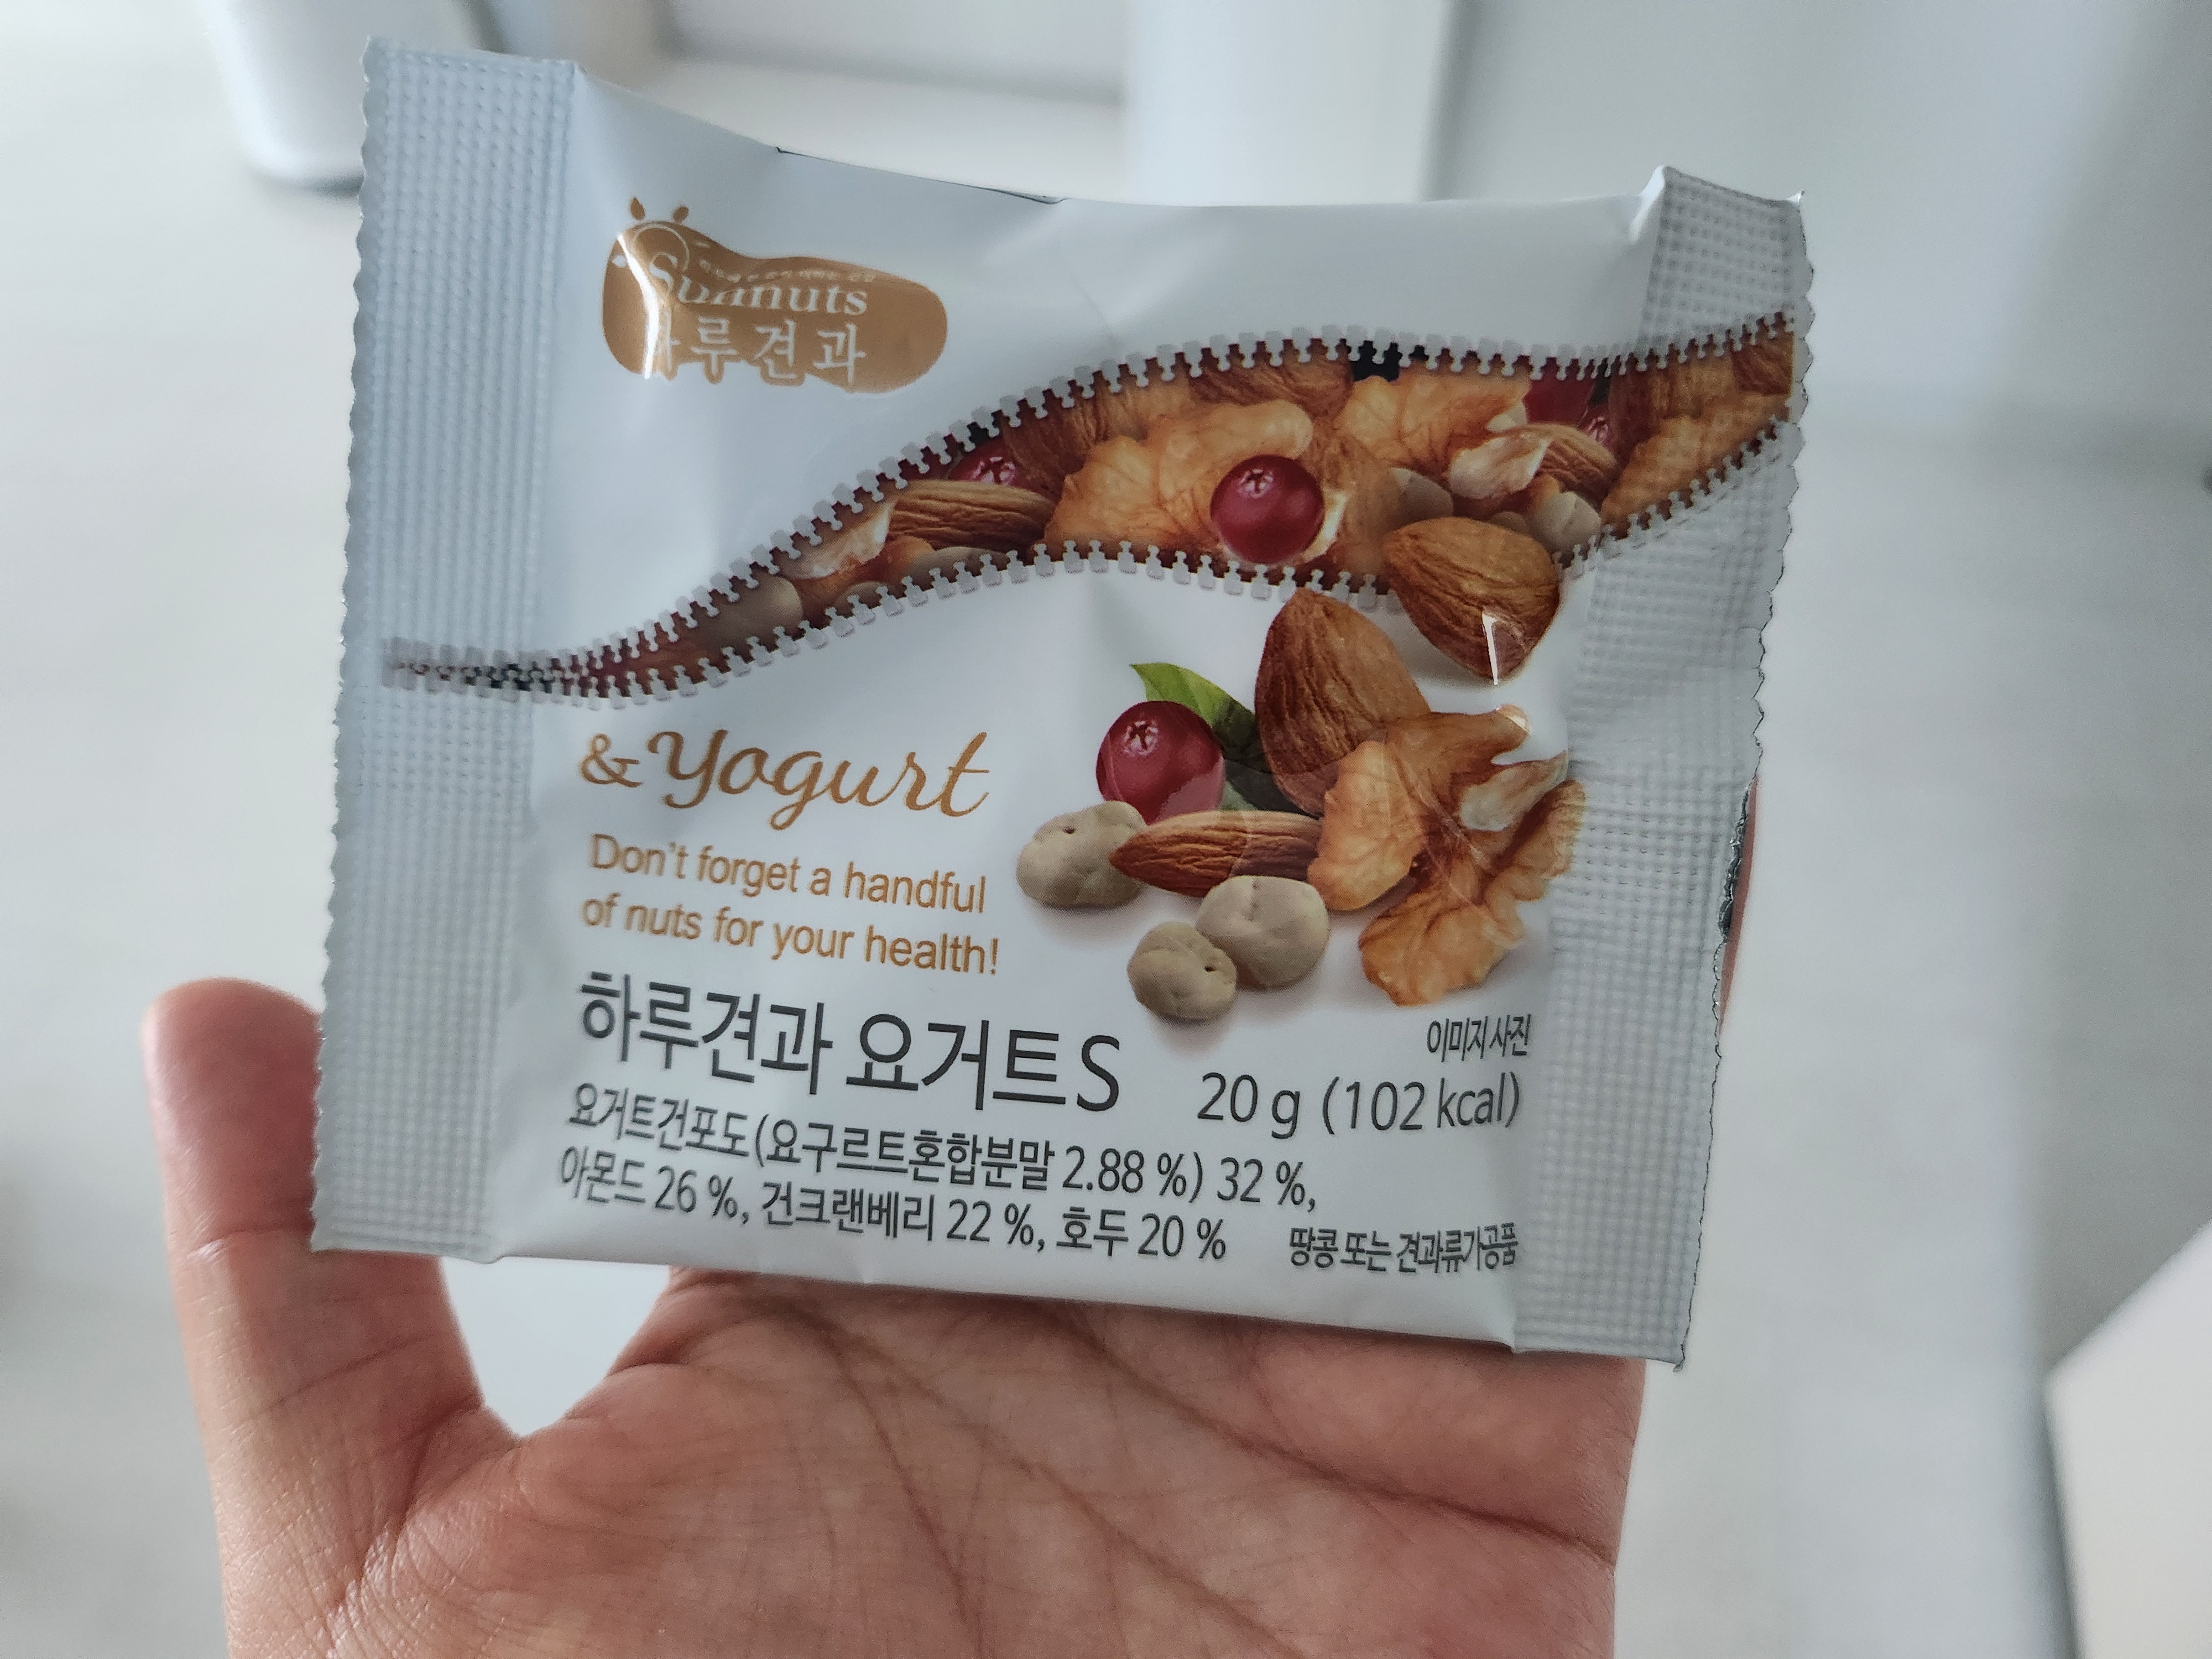 Sunnuts
하루견과
& Yogurt
Don't forget a handful
of nuts for your health!
하루견과 요거트S
이미지사진
20 g (102 kcal)
요거트건포도(요구르트혼합분말 2.88 %) 32 %,
아몬드 26 %, 건크랜베리 22 %, 호두 20 %
땅콩 또는 견과류가공품